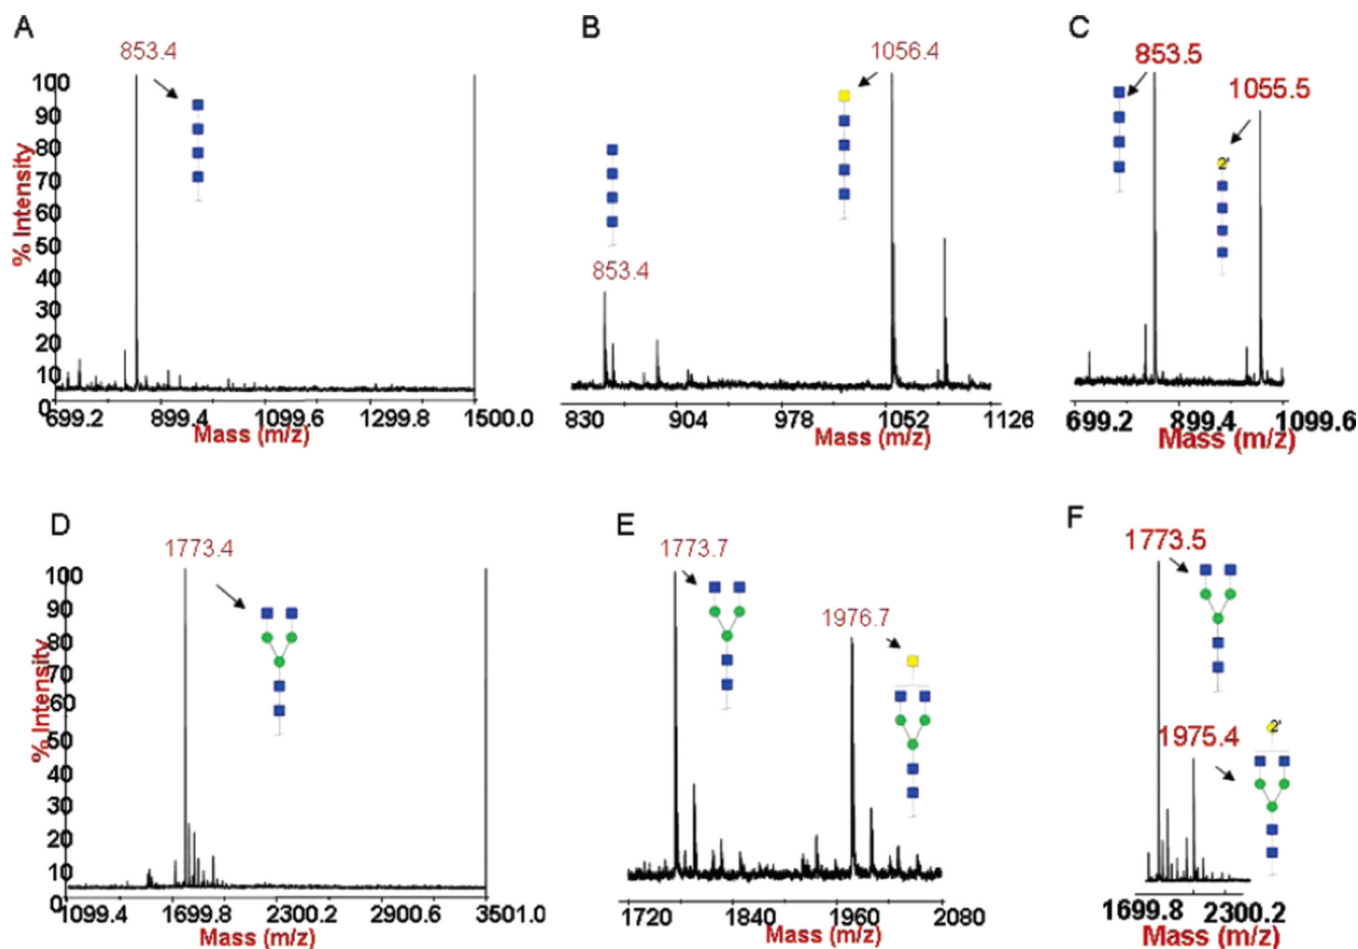 A
853.4
% Intensity
100
90
80
70
60
50
40
30
20
10
0
699.2 899.4 1099.6 1299.8 1500.0
Mass (m/z)
B
1056.4
853.4
830 904 978 1052 1126
Mass (m/z)
C
853.5
1055.5
2'
699.2 899.4 1099.6
Mass (m/z)
D
1773.4
% Intensity
100
90
80
70
60
50
40
30
20
10
0
1099.4 1699.8 2300.2 2900.6 3501.0
Mass (m/z)
E
1773.7
1976.7
1720 1840 1960 2080
Mass (m/z)
F
1773.5
1975.4
2'
1699.8 2300.2
Mass (m/z)